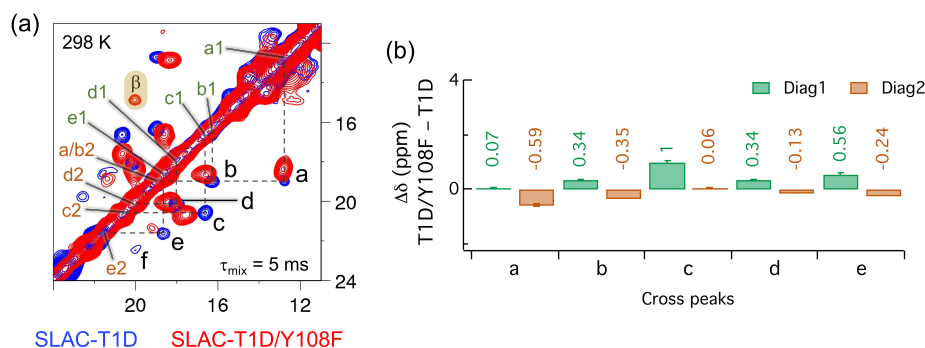 (a)
298 K
β
a1
d1
c1
b1
e1
a/b2
d2
c2
e2
a
b
c
d
e
f
τmix = 5 ms
16
20
24
20
16
12
SLAC-T1D
SLAC-T1D/Y108F
(b)
Δδ (ppm)
T1D/Y108F – T1D
4
0
Diag1
Diag2
0.07
-0.59
0.34
-0.35
1
0.06
0.34
-0.13
0.56
-0.24
a
b
c
d
e
Cross peaks